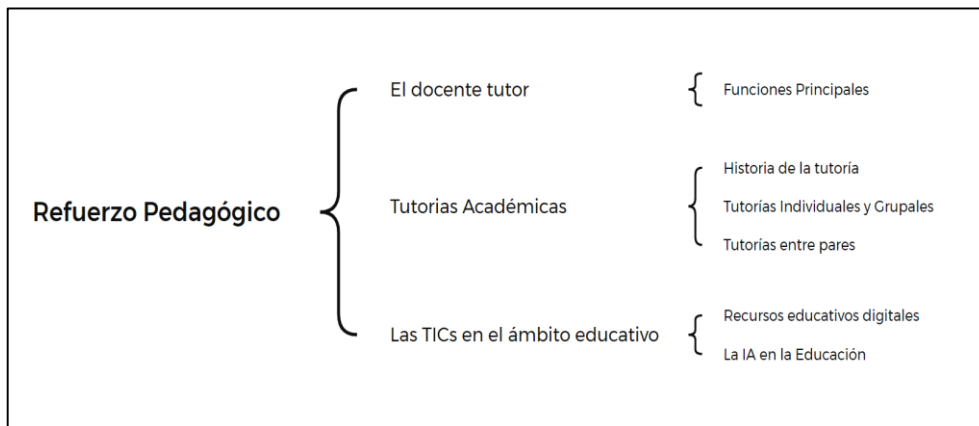 Refuerzo Pedagógico
El docente tutor
Funciones Principales
Tutorias Académicas
Historia de la tutoría
Tutorías Individuales y Grupales
Tutorías entre pares
Las TICs en el ámbito educativo
Recursos educativos digitales
La IA en la Educación